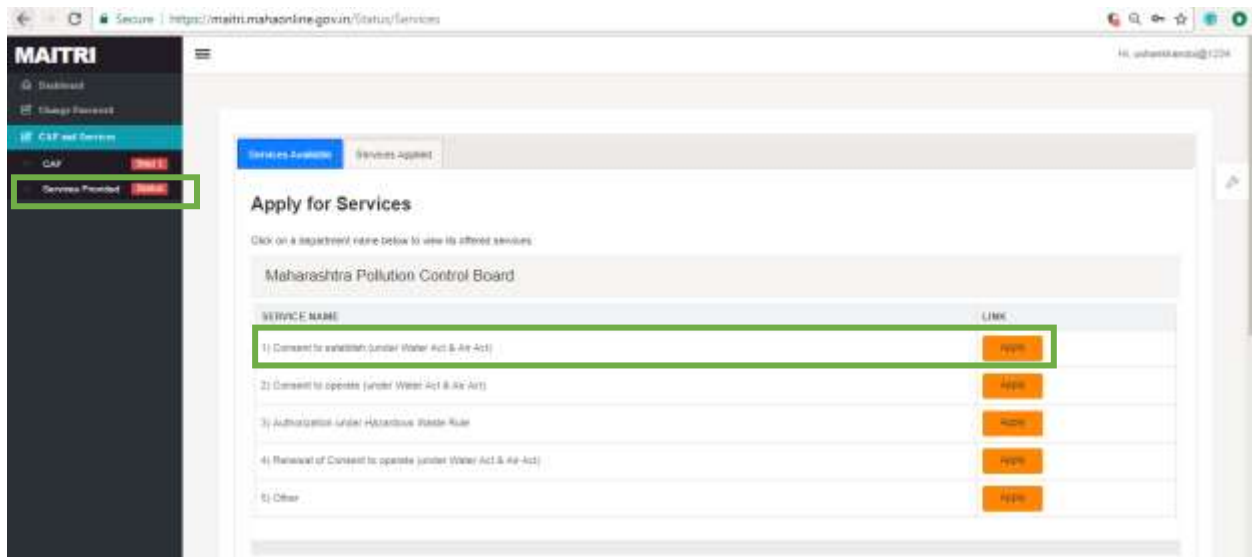 Secure | https://maitri.mahaonline.gov.in/Status/Services
MAITRI
Hi,
Dashboard
Change Password
CAF and Services
CAF
Services Provided Status
Services Available Services Applied
Apply for Services
Click on a department name below to view its offered services.
Maharashtra Pollution Control Board
SERVICE NAME LINK
1) Consent to establish (under Water Act & Air Act) Apply
2) Consent to operate (under Water Act & Air Act) Apply
3) Authorization under Hazardous Waste Rule Apply
4) Renewal of Consent to operate (under Water Act & Air Act) Apply
5) Other Apply